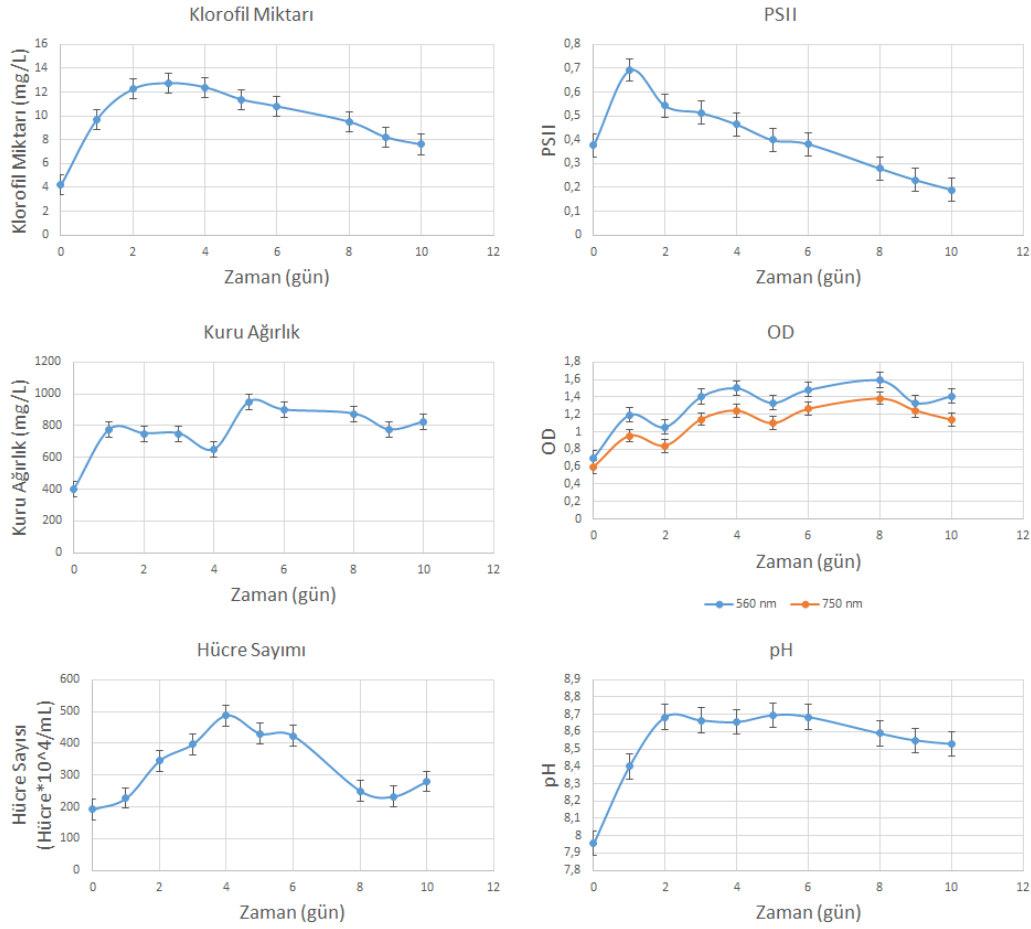 Klorofil Miktarı
Klorofil Miktarı (mg/L)
16
14
12
10
8
6
4
2
0
0 2 4 6 8 10 12
Zaman (gün)
PSII
PSII
0,8
0,7
0,6
0,5
0,4
0,3
0,2
0,1
0
0 2 4 6 8 10 12
Zaman (gün)
Kuru Ağırlık
Kuru Ağırlık (mg/L)
1200
1000
800
600
400
200
0
0 2 4 6 8 10 12
Zaman (gün)
OD
OD
1,8
1,6
1,4
1,2
1
0,8
0,6
0,4
0,2
0
0 2 4 6 8 10 12
Zaman (gün)
560 nm 750 nm
Hücre Sayımı
Hücre Sayısı
(Hücre*10^4/mL)
600
500
400
300
200
100
0
0 2 4 6 8 10 12
Zaman (gün)
pH
pH
8,9
8,8
8,7
8,6
8,5
8,4
8,3
8,2
8,1
8
7,9
7,8
0 2 4 6 8 10 12
Zaman (gün)